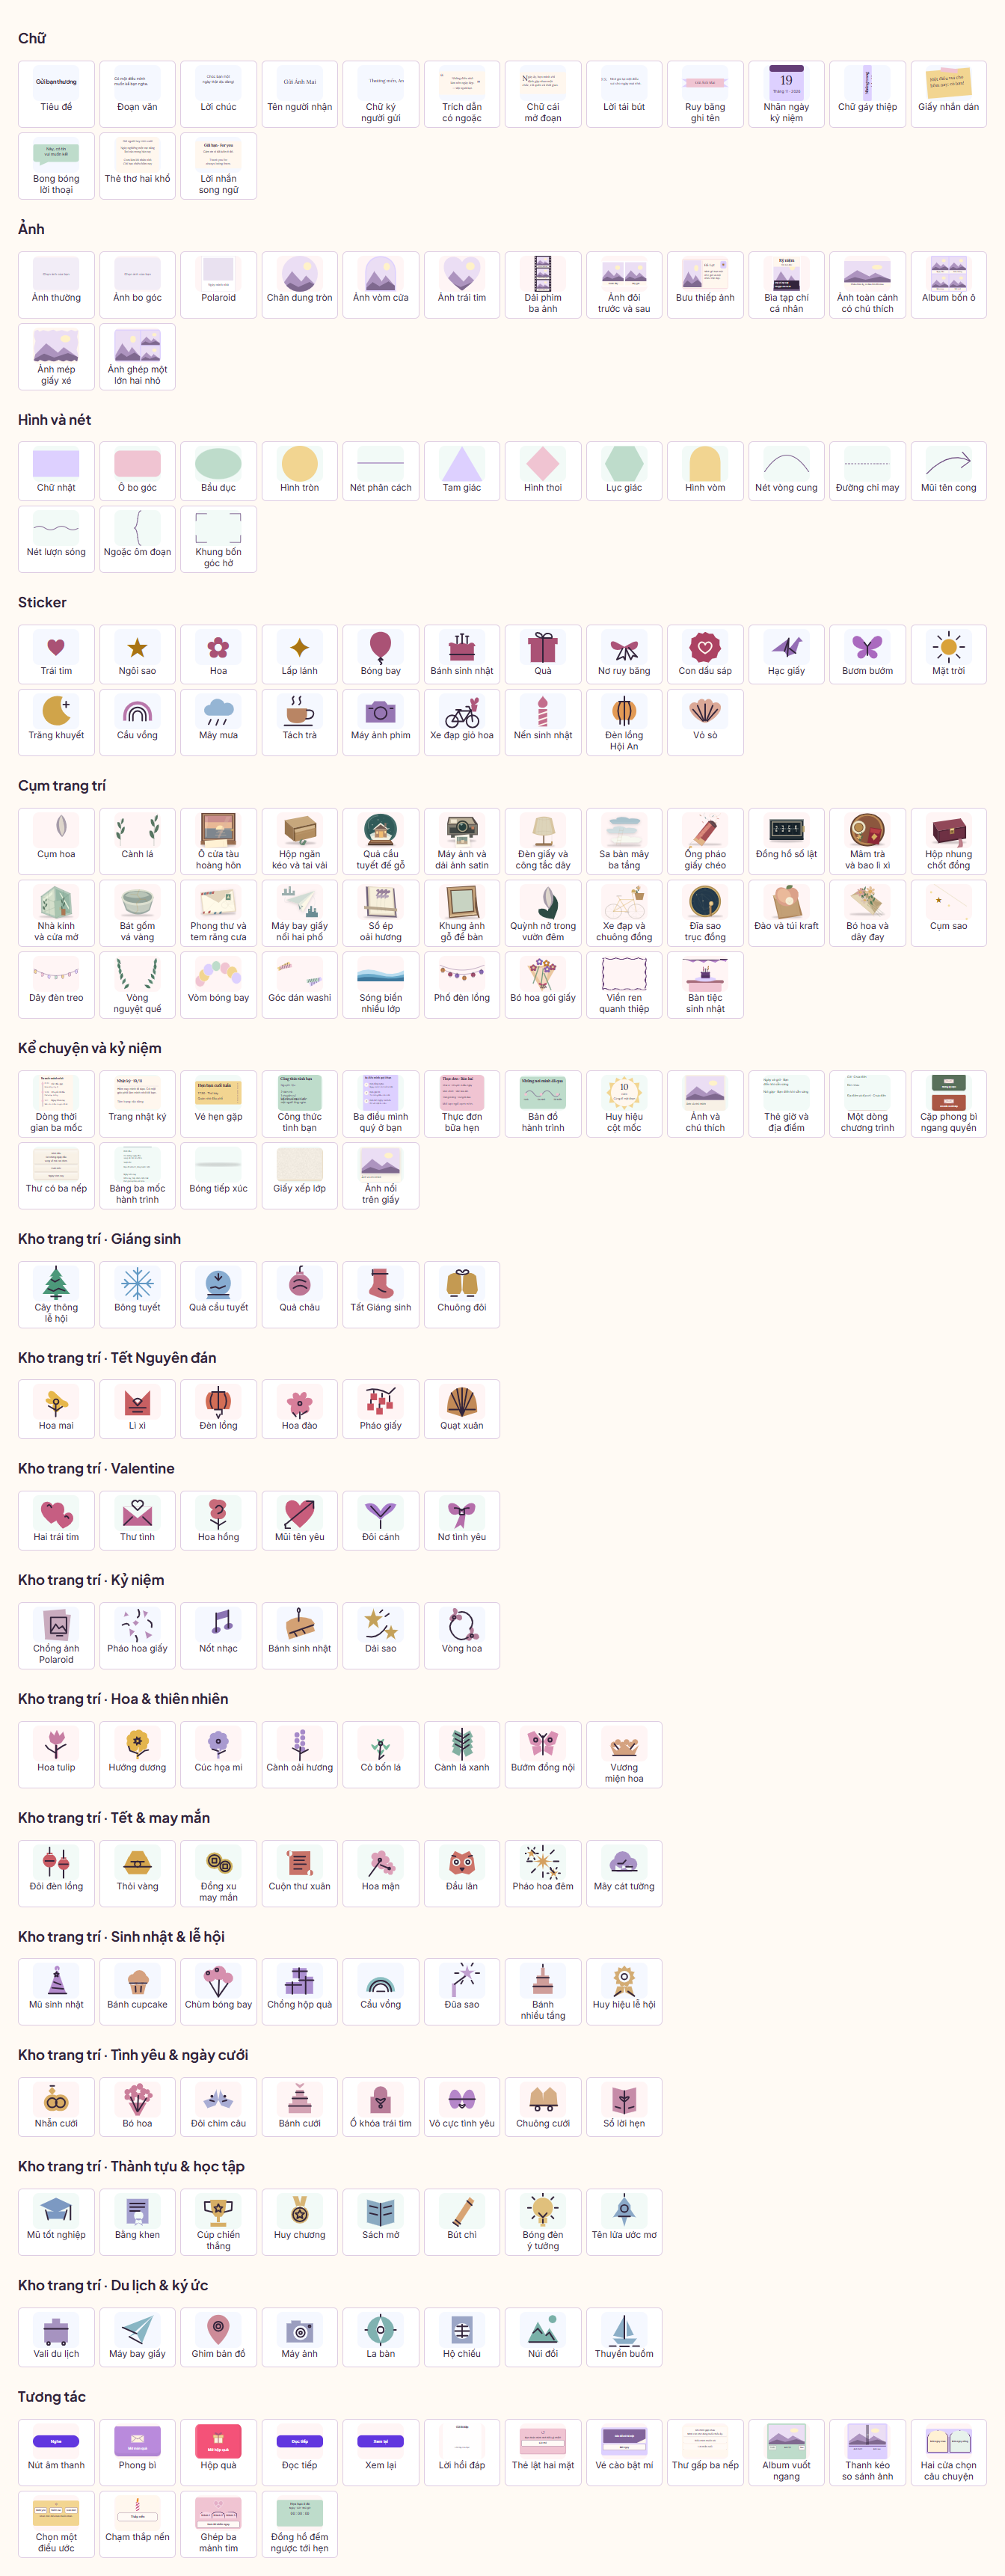 Chữ
Gửi bạn thương
Tiêu đề
Đoạn văn
Lời chúc
Gửi Ánh Mai
Tên người nhận
Chữ ký
người gửi
Trích dẫn
có ngoặc
Chữ cái
mở đoạn
Lời tái bút
Ruy băng
ghi tên
19
Nhãn ngày
kỷ niệm
Chữ gáy thiệp
Giấy nhắn dán
Bong bóng
lời thoại
Thẻ thơ hai khổ
Lời nhắn
song ngữ
Ảnh
Ảnh thường
Ảnh bo góc
Polaroid
Chân dung tròn
Ảnh vòm cửa
Ảnh trái tim
Dải phim
ba ảnh
Ảnh đôi
trước và sau
Bưu thiếp ảnh
Bìa tạp chí
cá nhân
Ảnh toàn cảnh
có chú thích
Album bốn ô
Ảnh mép
giấy xé
Ảnh ghép một
lớn hai nhỏ
Hình và nét
Chữ nhật
Ô bo góc
Bầu dục
Hình tròn
Nét phân cách
Tam giác
Hình thoi
Lục giác
Hình vòm
Nét vòng cung
Đường chỉ may
Mũi tên cong
Nét lượn sóng
Ngoặc ôm đoạn
Khung bốn
góc hở
Sticker
Trái tim
Ngôi sao
Hoa
Lấp lánh
Bóng bay
Bánh sinh nhật
Quà
Nơ ruy băng
Con dấu sáp
Hạc giấy
Bươm bướm
Mặt trời
Trăng khuyết
Cầu vồng
Mây mưa
Tách trà
Máy ảnh phim
Xe đạp giỏ hoa
Nến sinh nhật
Đèn lồng
Hội An
Vỏ sò
Cụm trang trí
Cụm hoa
Cành lá
Ô cửa tàu
hoàng hôn
Hộp ngăn
kéo và tai vải
Quả cầu
tuyết đế gỗ
Máy ảnh và
dải ảnh satin
Đèn giấy và
công tắc dây
Sa bàn mây
ba tầng
Ống pháo
giấy chéo
Đồng hồ số lật
Mâm trà
và bao lì xì
Hộp nhung
chốt đồng
Nhà kính
và cửa mở
Bát gốm
vá vàng
Phong thư và
tem răng cưa
Máy bay giấy
nối hai phố
Sổ ép
oải hương
Khung ảnh
gỗ để bàn
Quỳnh nở trong
vườn đêm
Xe đạp và
chuông đồng
Đĩa sao
trục đồng
Đào và túi kraft
Bó hoa và
dây đay
Cụm sao
Dây đèn treo
Vòng
nguyệt quế
Vòm bóng bay
Góc dán washi
Sóng biển
nhiều lớp
Phố đèn lồng
Bó hoa gói giấy
Viền ren
quanh thiệp
Bàn tiệc
sinh nhật
Kể chuyện và kỷ niệm
Dòng thời
gian ba mốc
Trang nhật ký
Vé hẹn gặp
Công thức
tình bạn
Ba điều mình
quý ở bạn
Thực đơn
bữa hẹn
Bản đồ
hành trình
10
Huy hiệu
cột mốc
Ảnh và
chú thích
Thẻ giờ và
địa điểm
Một dòng
chương trình
Cặp phong bì
ngang quyền
Thư có ba nếp
Bảng ba mốc
hành trình
Bóng tiếp xúc
Giấy xếp lớp
Ảnh nổi
trên giấy
Kho trang trí · Giáng sinh
Cây thông
lễ hội
Bông tuyết
Quả cầu tuyết
Quả châu
Tất Giáng sinh
Chuông đôi
Kho trang trí · Tết Nguyên đán
Hoa mai
Lì xì
Đèn lồng
Hoa đào
Pháo giấy
Quạt xuân
Kho trang trí · Valentine
Hai trái tim
Thư tình
Hoa hồng
Mũi tên yêu
Đôi cánh
Nơ tình yêu
Kho trang trí · Kỷ niệm
Chồng ảnh
Polaroid
Pháo hoa giấy
Nốt nhạc
Bánh sinh nhật
Dải sao
Vòng hoa
Kho trang trí · Hoa & thiên nhiên
Hoa tulip
Hướng dương
Cúc họa mi
Cành oải hương
Cỏ bốn lá
Cành lá xanh
Bướm đồng nội
Vương
miện hoa
Kho trang trí · Tết & may mắn
Đôi đèn lồng
Thỏi vàng
Đồng xu
may mắn
Cuộn thư xuân
Hoa mận
Đầu lân
Pháo hoa đêm
Mây cát tường
Kho trang trí · Sinh nhật & lễ hội
Mũ sinh nhật
Bánh cupcake
Chùm bóng bay
Chồng hộp quà
Cầu vồng
Đũa sao
Bánh
nhiều tầng
Huy hiệu lễ hội
Kho trang trí · Tình yêu & ngày cưới
Nhẫn cưới
Bó hoa
Đôi chim câu
Bánh cưới
Ổ khóa trái tim
Vô cực tình yêu
Chuông cưới
Sổ lời hẹn
Kho trang trí · Thành tựu & học tập
Mũ tốt nghiệp
Bằng khen
Cúp chiến
thắng
Huy chương
Sách mở
Bút chì
Bóng đèn
ý tưởng
Tên lửa ước mơ
Kho trang trí · Du lịch & ký ức
Vali du lịch
Máy bay giấy
Ghim bản đồ
Máy ảnh
La bàn
Hộ chiếu
Núi đồi
Thuyền buồm
Tương tác
Nghe
Nút âm thanh
Phong bì
Hộp quà
Đọc tiếp
Đọc tiếp
Xem lại
Xem lại
Lời hồi đáp
Thẻ lật hai mặt
Vé cào bật mí
Thư gấp ba nếp
Album vuốt
ngang
Thanh kéo
so sánh ảnh
Hai cửa chọn
câu chuyện
Chọn một
điều ước
Chạm thắp nến
Ghép ba
mảnh tim
Đồng hồ đếm
ngược tới hẹn